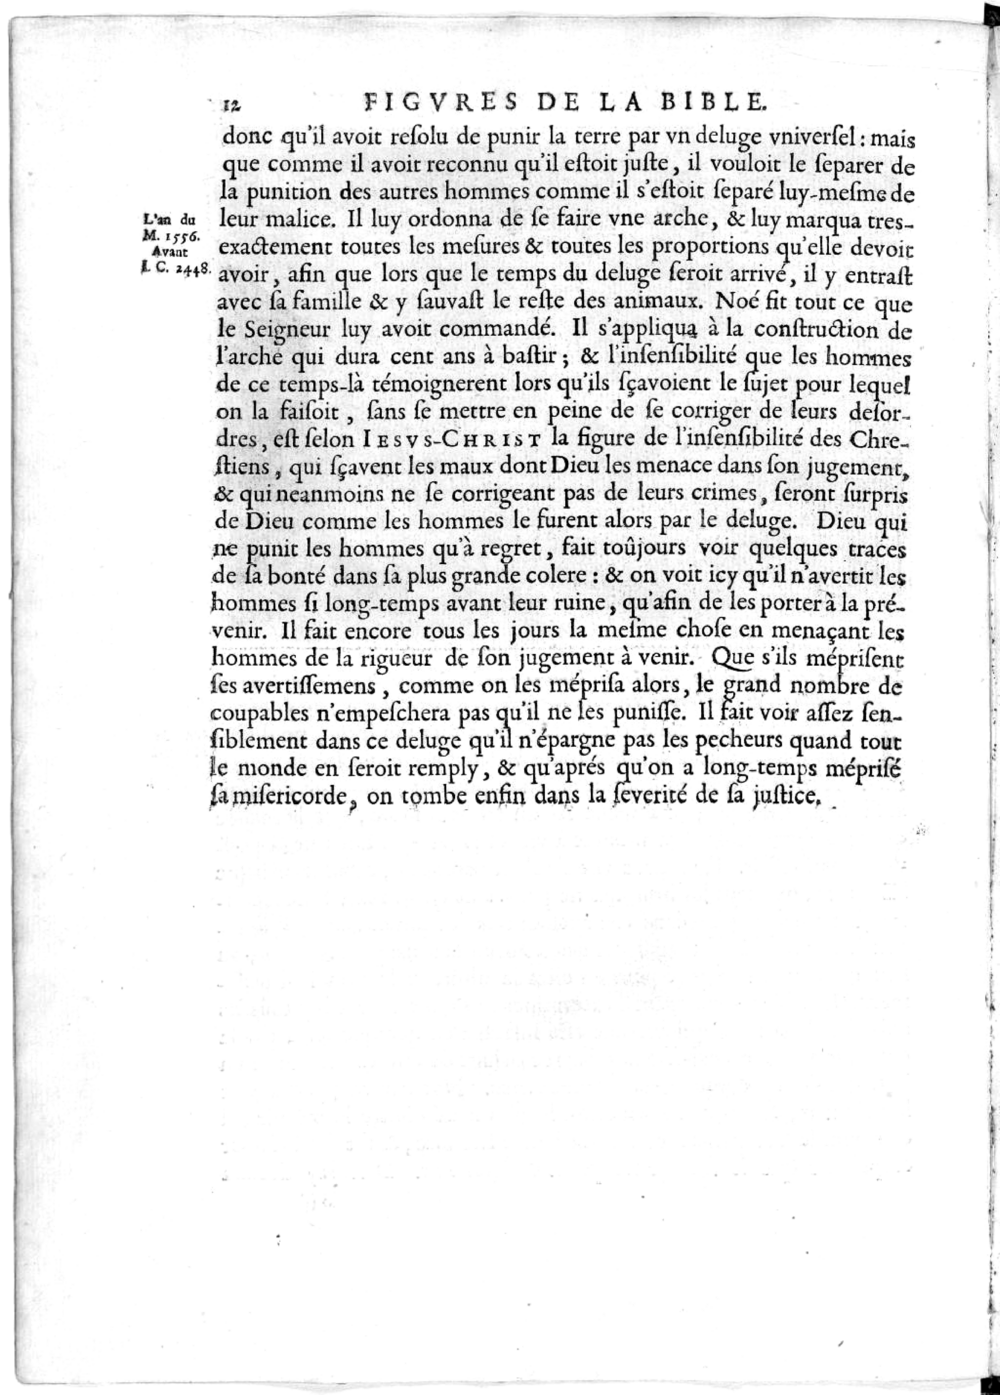 12 FIGVRES DE LA BIBLE.
donc qu'il avoit reſolu de punir la terre par vn deluge vniverſel : mais
que comme il avoit reconnu qu'il eſtoit juſte, il vouloit le ſeparer de
la punition des autres hommes comme il s'eſtoit ſeparé luy-meſme de
leur malice. Il luy ordonna de ſe faire vne arche, & luy marqua tres-
exactement toutes les meſures & toutes les proportions qu'elle devoit
avoir, afin que lors que le temps du deluge ſeroit arrivé, il y entraſt
avec ſa famille & y ſauvaſt le reſte des animaux. Noé fit tout ce que
le Seigneur luy avoit commandé. Il s'appliqua à la conſtruction de
l'arche qui dura cent ans à baſtir ; & l'inſenſibilité que les hommes
de ce temps-là témoignerent lors qu'ils ſçavoient le ſujet pour lequel
on la faiſoit, ſans ſe mettre en peine de ſe corriger de leurs deſor-
dres, eſt ſelon IESVS-CHRIST la figure de l'inſenſibilité des Chre-
ſtiens, qui ſçavent les maux dont Dieu les menace dans ſon jugement,
& qui neanmoins ne ſe corrigeant pas de leurs crimes, ſeront ſurpris
de Dieu comme les hommes le furent alors par le deluge. Dieu qui
ne punit les hommes qu'à regret, fait toûjours voir quelques traces
de ſa bonté dans ſa plus grande colere : & on voit icy qu'il n'avertit les
hommes ſi long-temps avant leur ruine, qu'afin de les porter à la pré-
venir. Il fait encore tous les jours la meſme choſe en menaçant les
hommes de la rigueur de ſon jugement à venir. Que s'ils mépriſent
ſes avertiſſemens, comme on les mépriſa alors, le grand nombre de
coupables n'empeſchera pas qu'il ne les puniſſe. Il fait voir aſſez ſen-
ſiblement dans ce deluge qu'il n'épargne pas les pecheurs quand tout
le monde en ſeroit remply, & qu'aprés qu'on a long-temps mépriſé
ſa miſericorde, on tombe enfin dans la ſeverité de ſa juſtice.
L'an du
M. 1556.
Avant
I. C. 2448.